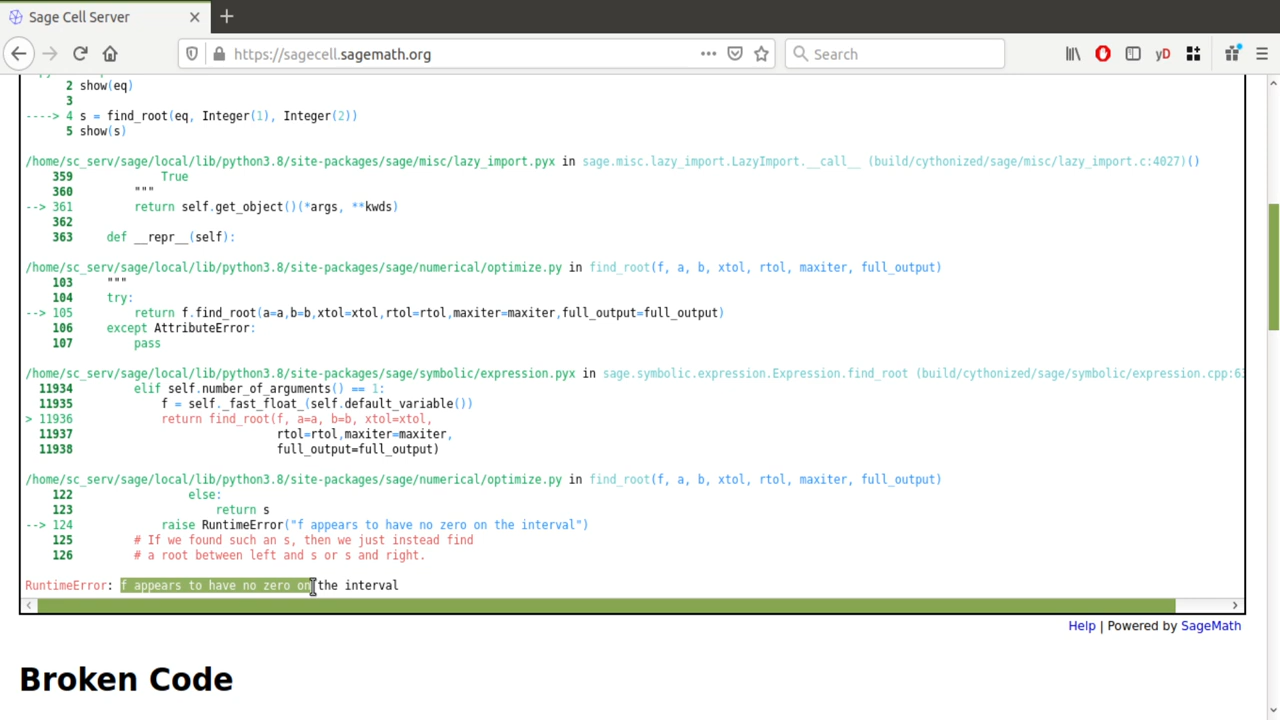 Sage Cell Server
https://sagecell.sagemath.org
Search
yD
2 show(eq)
3
----> 4 s = find_root(eq, Integer(1), Integer(2))
5 show(s)
/home/sc_serv/sage/local/lib/python3.8/site-packages/sage/misc/lazy_import.pyx in sage.misc.lazy_import.LazyImport.__call__ (build/cythonized/sage/misc/lazy_import.c:4027)()
359 True
360 """
--> 361 return self.get_object()(*args, **kwds)
362
363 def __repr__(self):
/home/sc_serv/sage/local/lib/python3.8/site-packages/sage/numerical/optimize.py in find_root(f, a, b, xtol, rtol, maxiter, full_output)
103 """
104 try:
--> 105 return f.find_root(a=a,b=b,xtol=xtol,rtol=rtol,maxiter=maxiter,full_output=full_output)
106 except AttributeError:
107 pass
/home/sc_serv/sage/local/lib/python3.8/site-packages/sage/symbolic/expression.pyx in sage.symbolic.expression.Expression.find_root (build/cythonized/sage/symbolic/expression.cpp:63
11934 elif self.number_of_arguments() == 1:
11935 f = self._fast_float_(self.default_variable())
> 11936 return find_root(f, a=a, b=b, xtol=xtol,
11937 rtol=rtol,maxiter=maxiter,
11938 full_output=full_output)
/home/sc_serv/sage/local/lib/python3.8/site-packages/sage/numerical/optimize.py in find_root(f, a, b, xtol, rtol, maxiter, full_output)
122 else:
123 return s
--> 124 raise RuntimeError("f appears to have no zero on the interval")
125 # If we found such an s, then we just instead find
126 # a root between left and s or s and right.
RuntimeError: f appears to have no zero on the interval
Help | Powered by SageMath
Broken Code